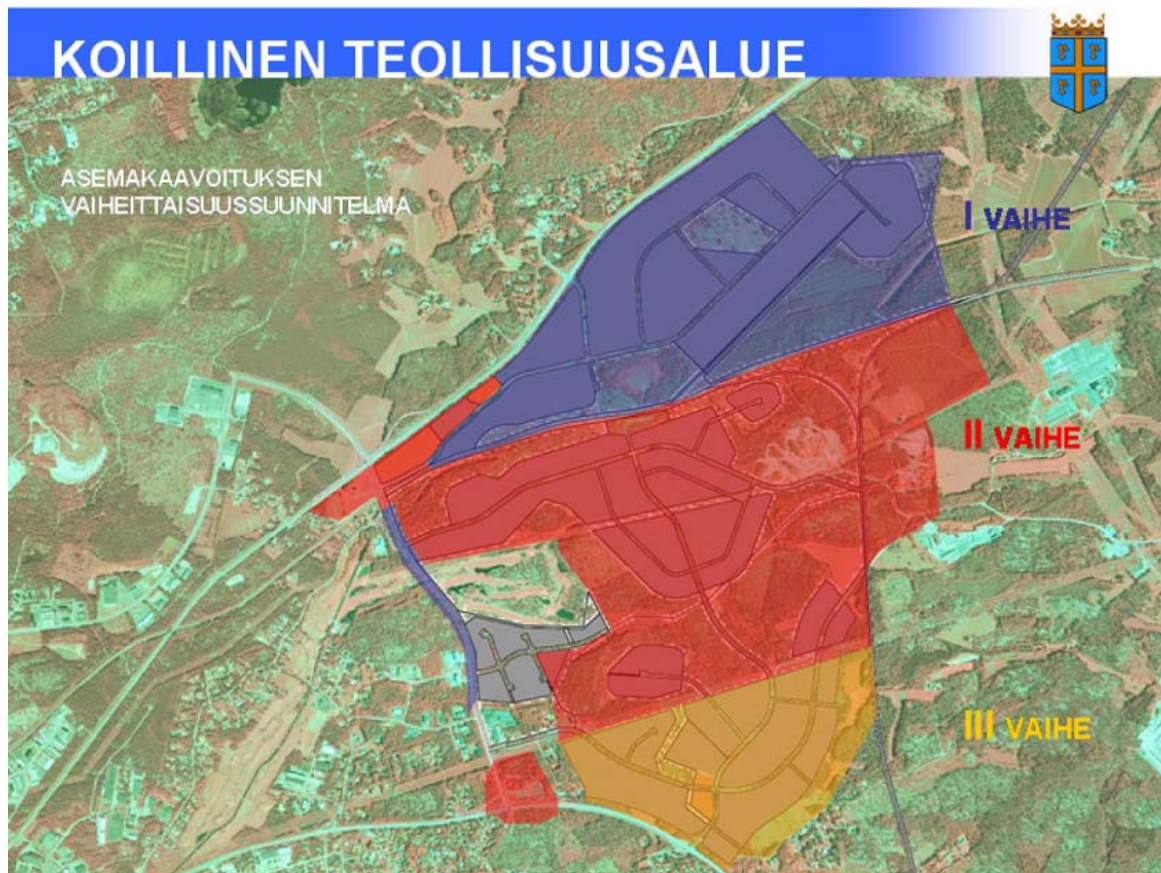 KOILLINEN TEOLLISUUSALUE
ASEMAKAAVOITUKSEN
VAIHEITTAISUUSSUUNNITELMA
I VAIHE
II VAIHE
III VAIHE